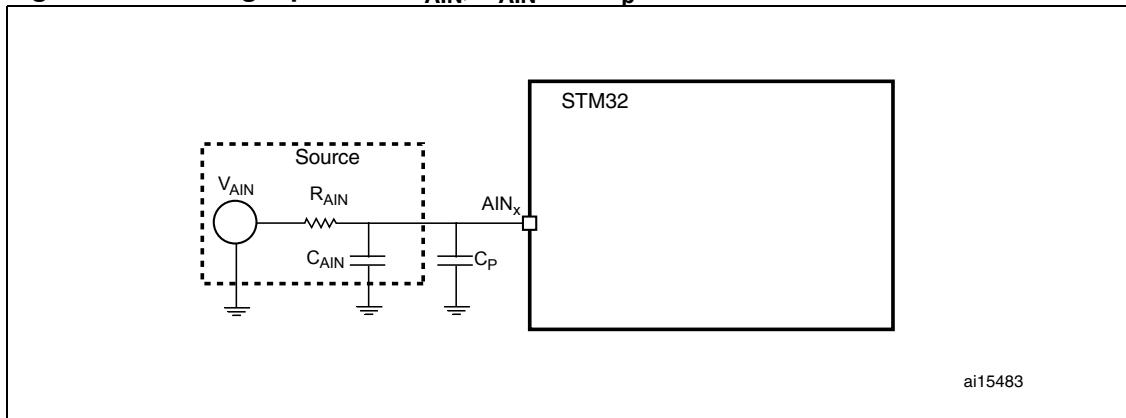 STM32
Source
V_AIN
R_AIN
AIN_x
C_AIN
C_P
ai15483